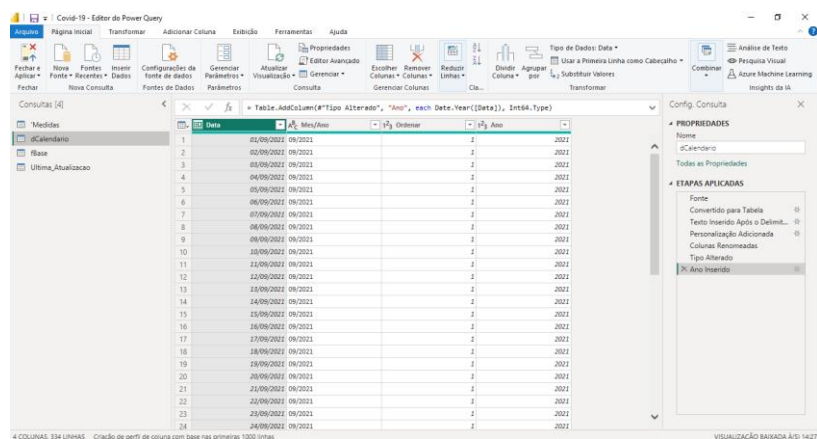 Covid-19 - Editor do Power Query
Arquivo Página Inicial Transformar Adicionar Coluna Exibição Ferramentas Ajuda
Fechar e Aplicar
Nova Fonte
Fontes Recentes
Inserir Dados
Configurações da fonte de dados
Gerenciar Parâmetros
Atualizar Visualização
Propriedades
Editor Avançado
Gerenciar
Escolher Colunas
Remover Colunas
Reduzir Linhas
Dividir Coluna
Agrupar por
Tipo de Dados: Data
Usar a Primeira Linha como Cabeçalho
Substituir Valores
Combinar
Análise de Texto
Pesquisa Visual
Azure Machine Learning
Fechar Nova Consulta Fontes de Dados Parâmetros Consulta Gerenciar Colunas Cla... Transformar Insights da IA
Consultas [4]
'Medidas
dCalendario
fBase
Ultima_Atualizacao
fx = Table.AddColumn(#"Tipo Alterado", "Ano", each Date.Year([Data]), Int64.Type)
Data ABC Mes/Ano 123 Ordenar 123 Ano
1 01/09/2021 09/2021 1 2021
2 02/09/2021 09/2021 1 2021
3 03/09/2021 09/2021 1 2021
4 04/09/2021 09/2021 1 2021
5 05/09/2021 09/2021 1 2021
6 06/09/2021 09/2021 1 2021
7 07/09/2021 09/2021 1 2021
8 08/09/2021 09/2021 1 2021
9 09/09/2021 09/2021 1 2021
10 10/09/2021 09/2021 1 2021
11 11/09/2021 09/2021 1 2021
12 12/09/2021 09/2021 1 2021
13 13/09/2021 09/2021 1 2021
14 14/09/2021 09/2021 1 2021
15 15/09/2021 09/2021 1 2021
16 16/09/2021 09/2021 1 2021
17 17/09/2021 09/2021 1 2021
18 18/09/2021 09/2021 1 2021
19 19/09/2021 09/2021 1 2021
20 20/09/2021 09/2021 1 2021
21 21/09/2021 09/2021 1 2021
22 22/09/2021 09/2021 1 2021
23 23/09/2021 09/2021 1 2021
24 24/09/2021 09/2021 1 2021
Config. Consulta
PROPRIEDADES
Nome
dCalendario
Todas as Propriedades
ETAPAS APLICADAS
Fonte
Convertido para Tabela
Texto Inserido Após o Delimit...
Personalização Adicionada
Colunas Renomeadas
Tipo Alterado
Ano Inserido
4 COLUNAS, 334 LINHAS Criação de perfil de coluna com base nas primeiras 1000 linhas
VISUALIZAÇÃO BAIXADA À(S) 14:27